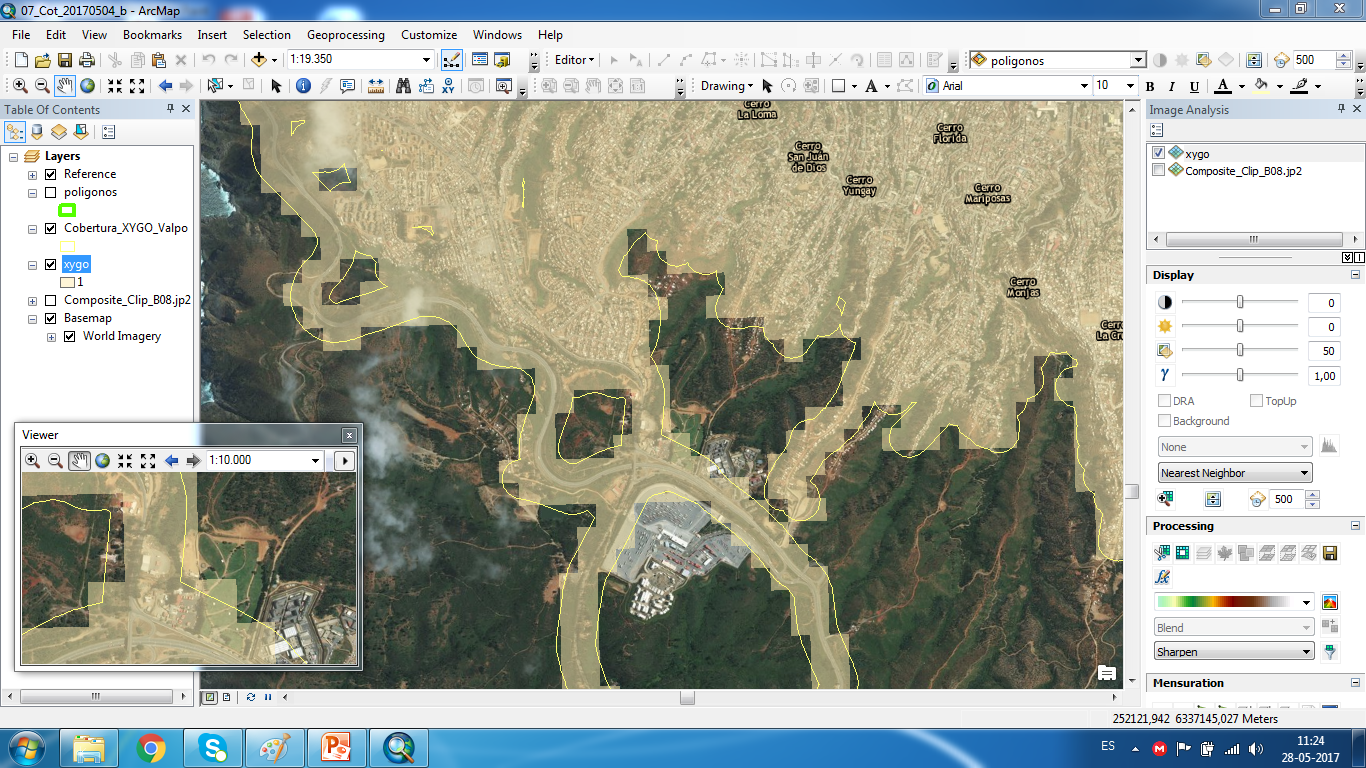 07_Cot_20170504_b - ArcMap
File Edit View Bookmarks Insert Selection Geoprocessing Customize Windows Help
1:19.350
Editor
poligonos
500
Drawing
A
Arial
10
B I U A
Table Of Contents
Layers
Reference
poligonos
Cobertura_XYGO_Valpo
xygo
1
Composite_Clip_B08.jp2
Basemap
World Imagery
Cerro
La Loma
Cerro
San Juan
de Dios
Cerro
Florida
Cerro
Yungay
Cerro
Mariposas
Cerro
Monjas
Cerro
La Cru
Viewer
1:10.000
Image Analysis
xygo
Composite_Clip_B08.jp2
Display
0
0
50
γ
1,00
DRA
TopUp
Background
None
Nearest Neighbor
500
Processing
fx
Blend
Sharpen
Mensuration
252121,942 6337145,027 Meters
ES
11:24
28-05-2017